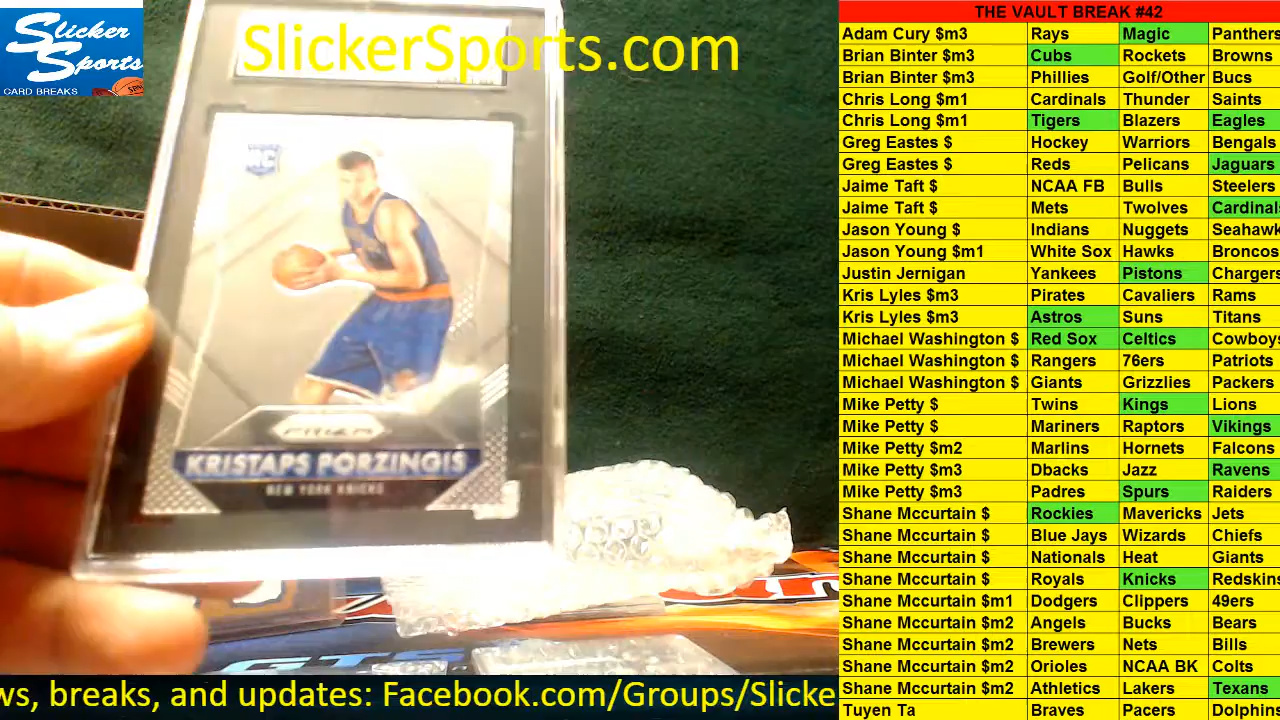 Slicker
Sports
CARD BREAKS
SlickerSports.com
RC
PRIZM
KRISTAPS PORZINGIS
NEW YORK KNICKS
ws, breaks, and updates: Facebook.com/Groups/Slicke
THE VAULT BREAK #42
Adam Cury $m3 Rays Magic Panthers
Brian Binter $m3 Cubs Rockets Browns
Brian Binter $m3 Phillies Golf/Other Bucs
Chris Long $m1 Cardinals Thunder Saints
Chris Long $m1 Tigers Blazers Eagles
Greg Eastes $ Hockey Warriors Bengals
Greg Eastes $ Reds Pelicans Jaguars
Jaime Taft $ NCAA FB Bulls Steelers
Jaime Taft $ Mets Twolves Cardinals
Jason Young $ Indians Nuggets Seahawk
Jason Young $m1 White Sox Hawks Broncos
Justin Jernigan Yankees Pistons Chargers
Kris Lyles $m3 Pirates Cavaliers Rams
Kris Lyles $m3 Astros Suns Titans
Michael Washington $ Red Sox Celtics Cowboys
Michael Washington $ Rangers 76ers Patriots
Michael Washington $ Giants Grizzlies Packers
Mike Petty $ Twins Kings Lions
Mike Petty $ Mariners Raptors Vikings
Mike Petty $m2 Marlins Hornets Falcons
Mike Petty $m3 Dbacks Jazz Ravens
Mike Petty $m3 Padres Spurs Raiders
Shane Mccurtain $ Rockies Mavericks Jets
Shane Mccurtain $ Blue Jays Wizards Chiefs
Shane Mccurtain $ Nationals Heat Giants
Shane Mccurtain $ Royals Knicks Redskins
Shane Mccurtain $m1 Dodgers Clippers 49ers
Shane Mccurtain $m2 Angels Bucks Bears
Shane Mccurtain $m2 Brewers Nets Bills
Shane Mccurtain $m2 Orioles NCAA BK Colts
Shane Mccurtain $m2 Athletics Lakers Texans
Tuyen Ta Braves Pacers Dolphins